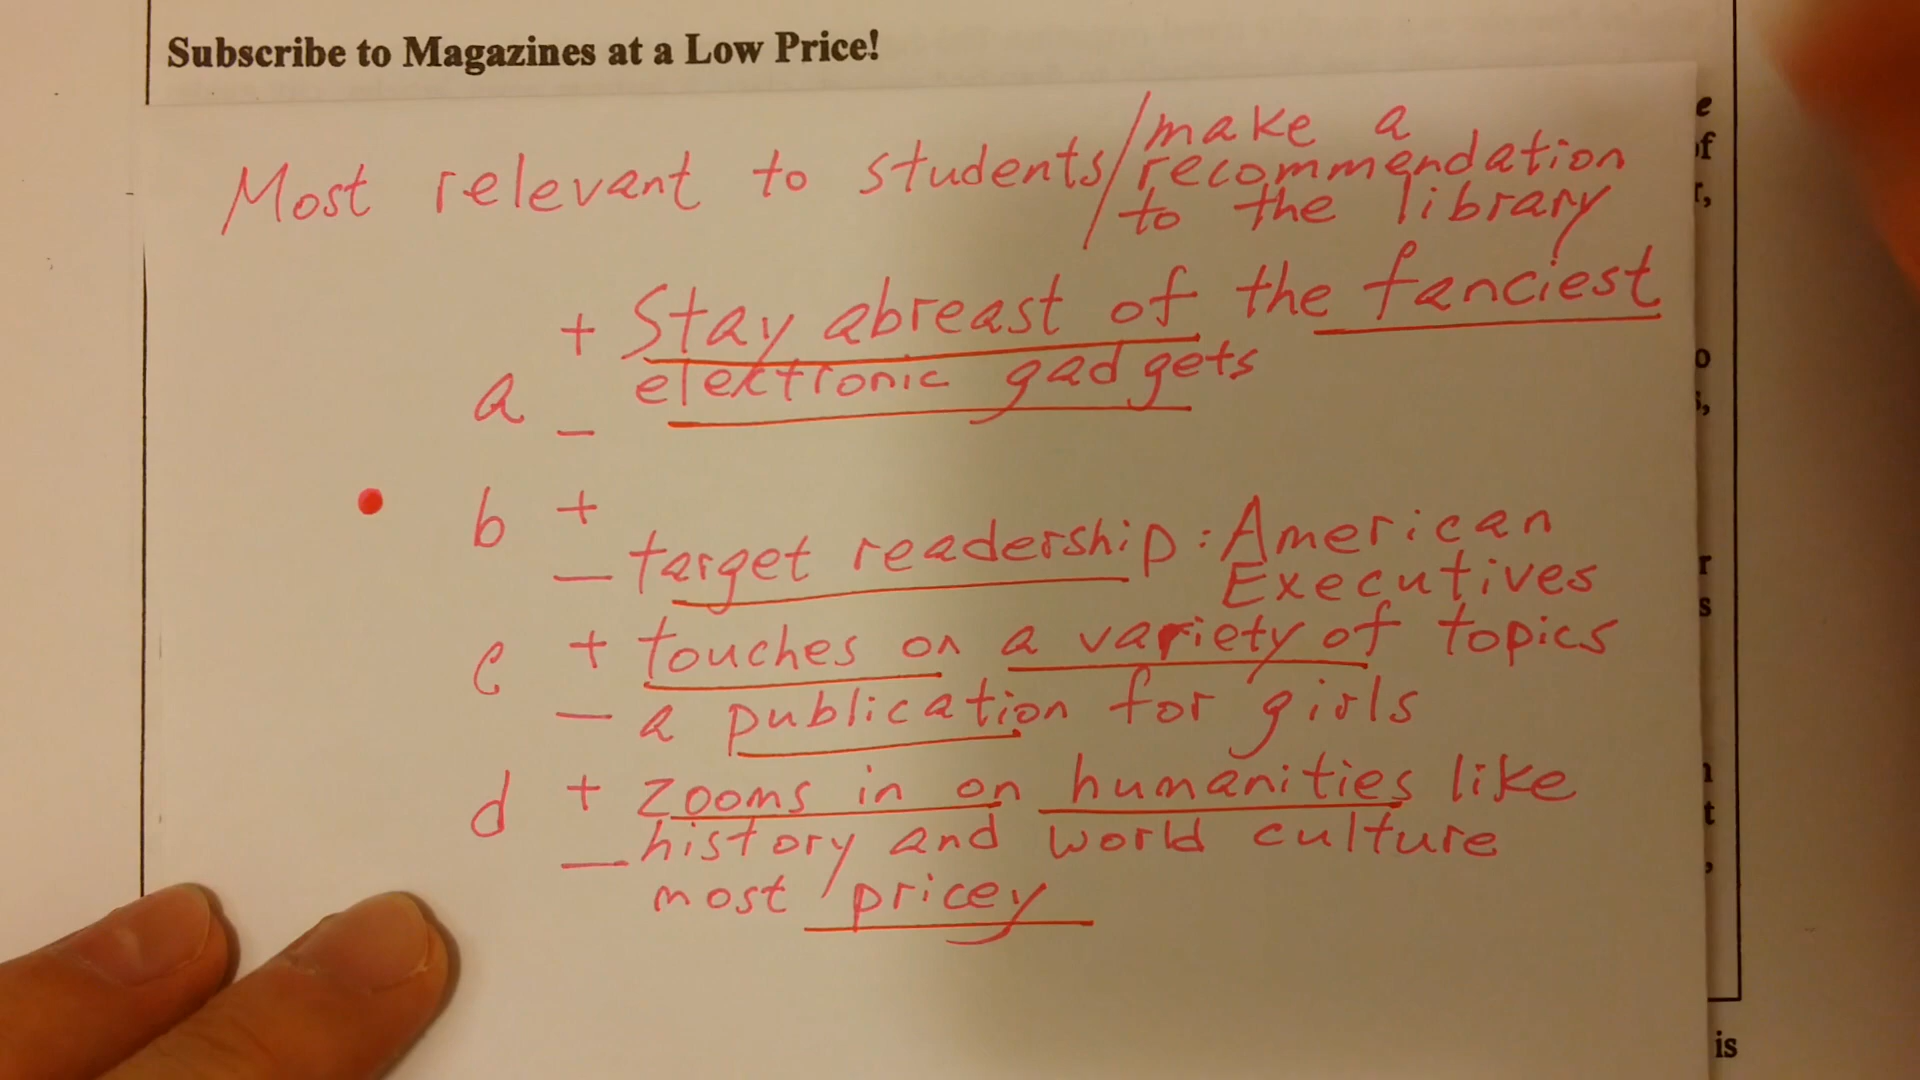 Subscribe to Magazines at a Low Price!
Most relevant to students/make a
recommendation
to the library
+ Stay abreast of the fanciest
a - electronic gadgets
b +
- target readership: American
Executives
c + touches on a variety of topics
- a publication for girls
d + zooms in on humanities like
history and world culture
- most pricey
is